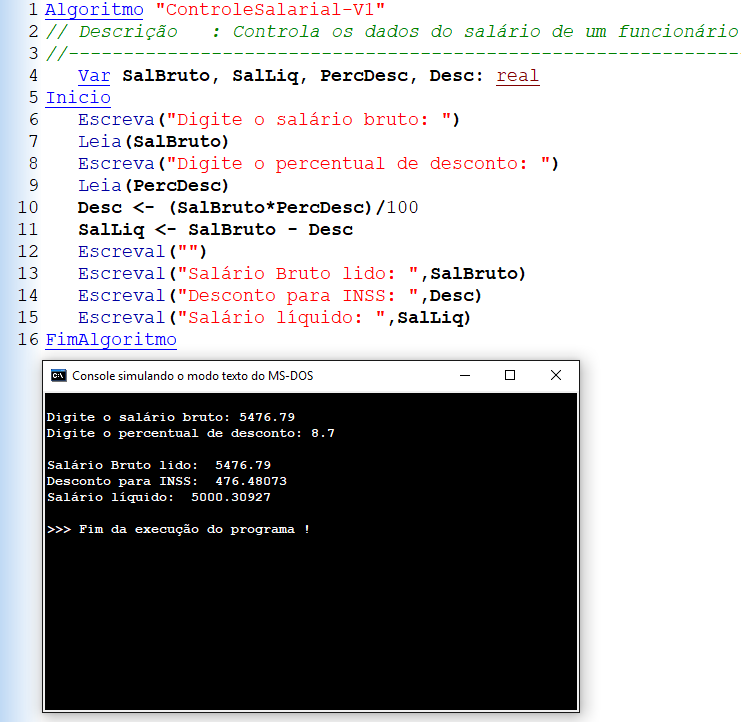 1 Algoritmo "ControleSalarial-V1"
2 // Descrição   : Controla os dados do salário de um funcionário
3 //-------------------------------------------------------------
4    Var SalBruto, SalLiq, PercDesc, Desc: real
5 Inicio
6    Escreva("Digite o salário bruto: ")
7    Leia(SalBruto)
8    Escreva("Digite o percentual de desconto: ")
9    Leia(PercDesc)
10    Desc <- (SalBruto*PercDesc)/100
11    SalLiq <- SalBruto - Desc
12    Escreval("")
13    Escreval("Salário Bruto lido: ",SalBruto)
14    Escreval("Desconto para INSS: ",Desc)
15    Escreval("Salário líquido: ",SalLiq)
16 FimAlgoritmo
C:\ Console simulando o modo texto do MS-DOS
Digite o salário bruto: 5476.79
Digite o percentual de desconto: 8.7
Salário Bruto lido:  5476.79
Desconto para INSS:  476.48073
Salário líquido:  5000.30927
>>> Fim da execução do programa !